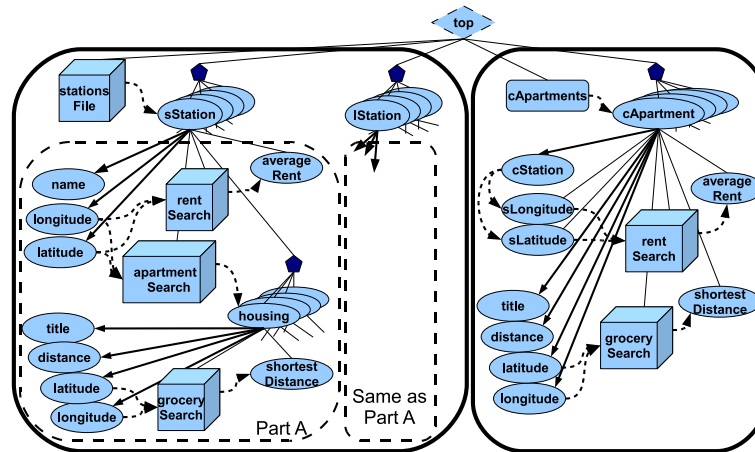 top
stations
File
sStation
lStation
cApartments
cApartment
name
longitude
latitude
rent
Search
average
Rent
apartment
Search
housing
title
distance
latitude
longitude
grocery
Search
shortest
Distance
Part A
Same as
Part A
cStation
sLongitude
sLatitude
rent
Search
average
Rent
title
distance
latitude
longitude
grocery
Search
shortest
Distance